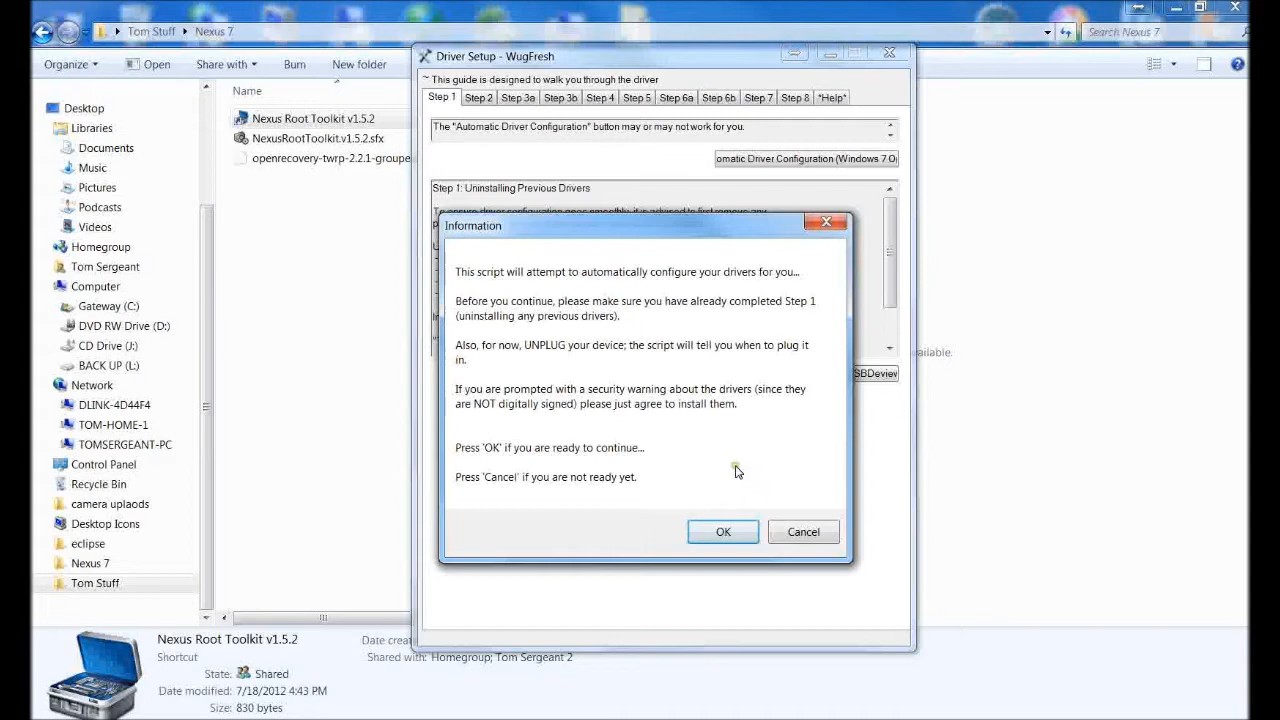 Tom Stuff
Nexus 7
Search Nexus 7
Organize
Open
Share with
Burn
New folder
Name
Nexus Root Toolkit v1.5.2
NexusRootToolkit.v1.5.2.sfx
openrecovery-twrp-2.2.1-groupe
Desktop
Libraries
Documents
Music
Pictures
Podcasts
Videos
Homegroup
Tom Sergeant
Computer
Gateway (C:)
DVD RW Drive (D:)
CD Drive (J:)
BACK UP (L:)
Network
DLINK-4D44F4
TOM-HOME-1
TOMSERGEANT-PC
Control Panel
Recycle Bin
camera uplaods
Desktop Icons
eclipse
Nexus 7
Tom Stuff
Driver Setup - WugFresh
~ This guide is designed to walk you through the driver
Step 1 Step 2 Step 3a Step 3b Step 4 Step 5 Step 6a Step 6b Step 7 Step 8 *Help*
The "Automatic Driver Configuration" button may or may not work for you.
omatic Driver Configuration (Windows 7 O
Step 1: Uninstalling Previous Drivers
SBDeview
available.
Information
This script will attempt to automatically configure your drivers for you...
Before you continue, please make sure you have already completed Step 1
(uninstalling any previous drivers).
Also, for now, UNPLUG your device; the script will tell you when to plug it
in.
If you are prompted with a security warning about the drivers (since they
are NOT digitally signed) please just agree to install them.
Press 'OK' if you are ready to continue...
Press 'Cancel' if you are not ready yet.
OK
Cancel
Nexus Root Toolkit v1.5.2
Shortcut
State: Shared
Date modified: 7/18/2012 4:43 PM
Size: 830 bytes
Date create
Shared with: Homegroup; Tom Sergeant 2